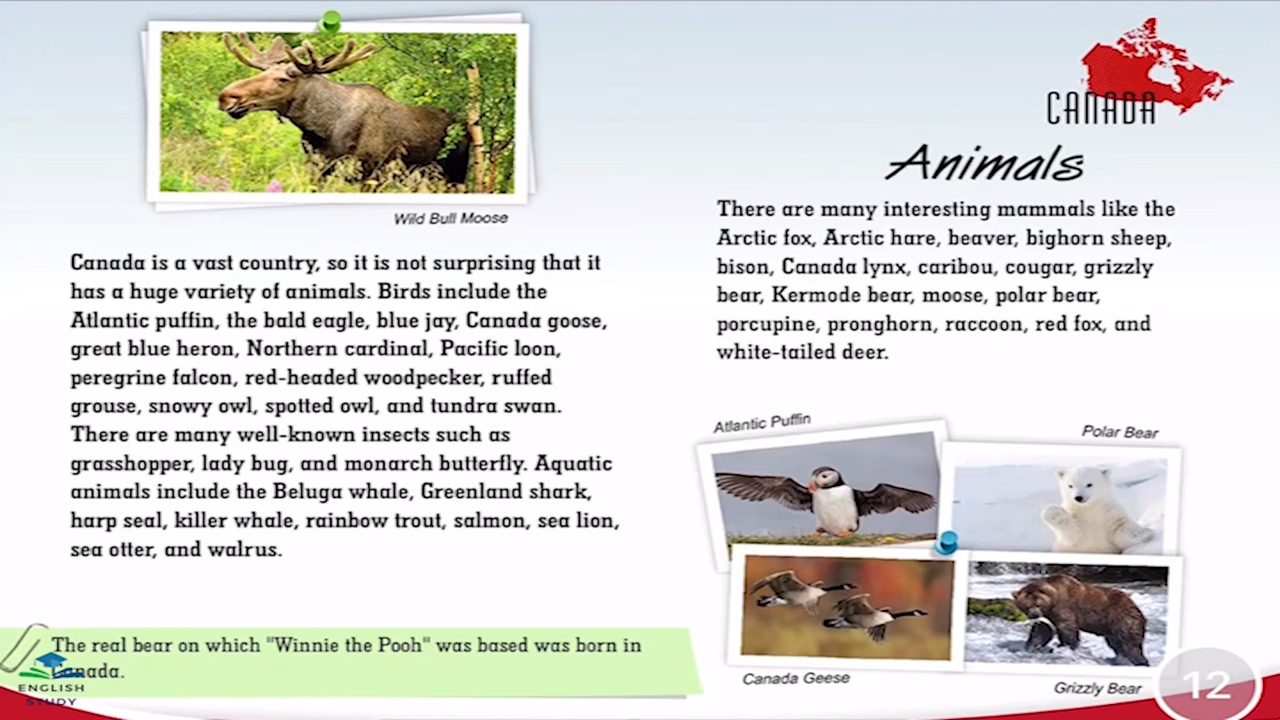 Wild Bull Moose
Canada is a vast country, so it is not surprising that it
has a huge variety of animals. Birds include the
Atlantic puffin, the bald eagle, blue jay, Canada goose,
great blue heron, Northern cardinal, Pacific loon,
peregrine falcon, red-headed woodpecker, ruffed
grouse, snowy owl, spotted owl, and tundra swan.
There are many well-known insects such as
grasshopper, lady bug, and monarch butterfly. Aquatic
animals include the Beluga whale, Greenland shark,
harp seal, killer whale, rainbow trout, salmon, sea lion,
sea otter, and walrus.
The real bear on which "Winnie the Pooh" was based was born in
Canada.
ENGLISH
STUDY
CANADA
Animals
There are many interesting mammals like the
Arctic fox, Arctic hare, beaver, bighorn sheep,
bison, Canada lynx, caribou, cougar, grizzly
bear, Kermode bear, moose, polar bear,
porcupine, pronghorn, raccoon, red fox, and
white-tailed deer.
Atlantic Puffin
Polar Bear
Canada Geese
Grizzly Bear
12